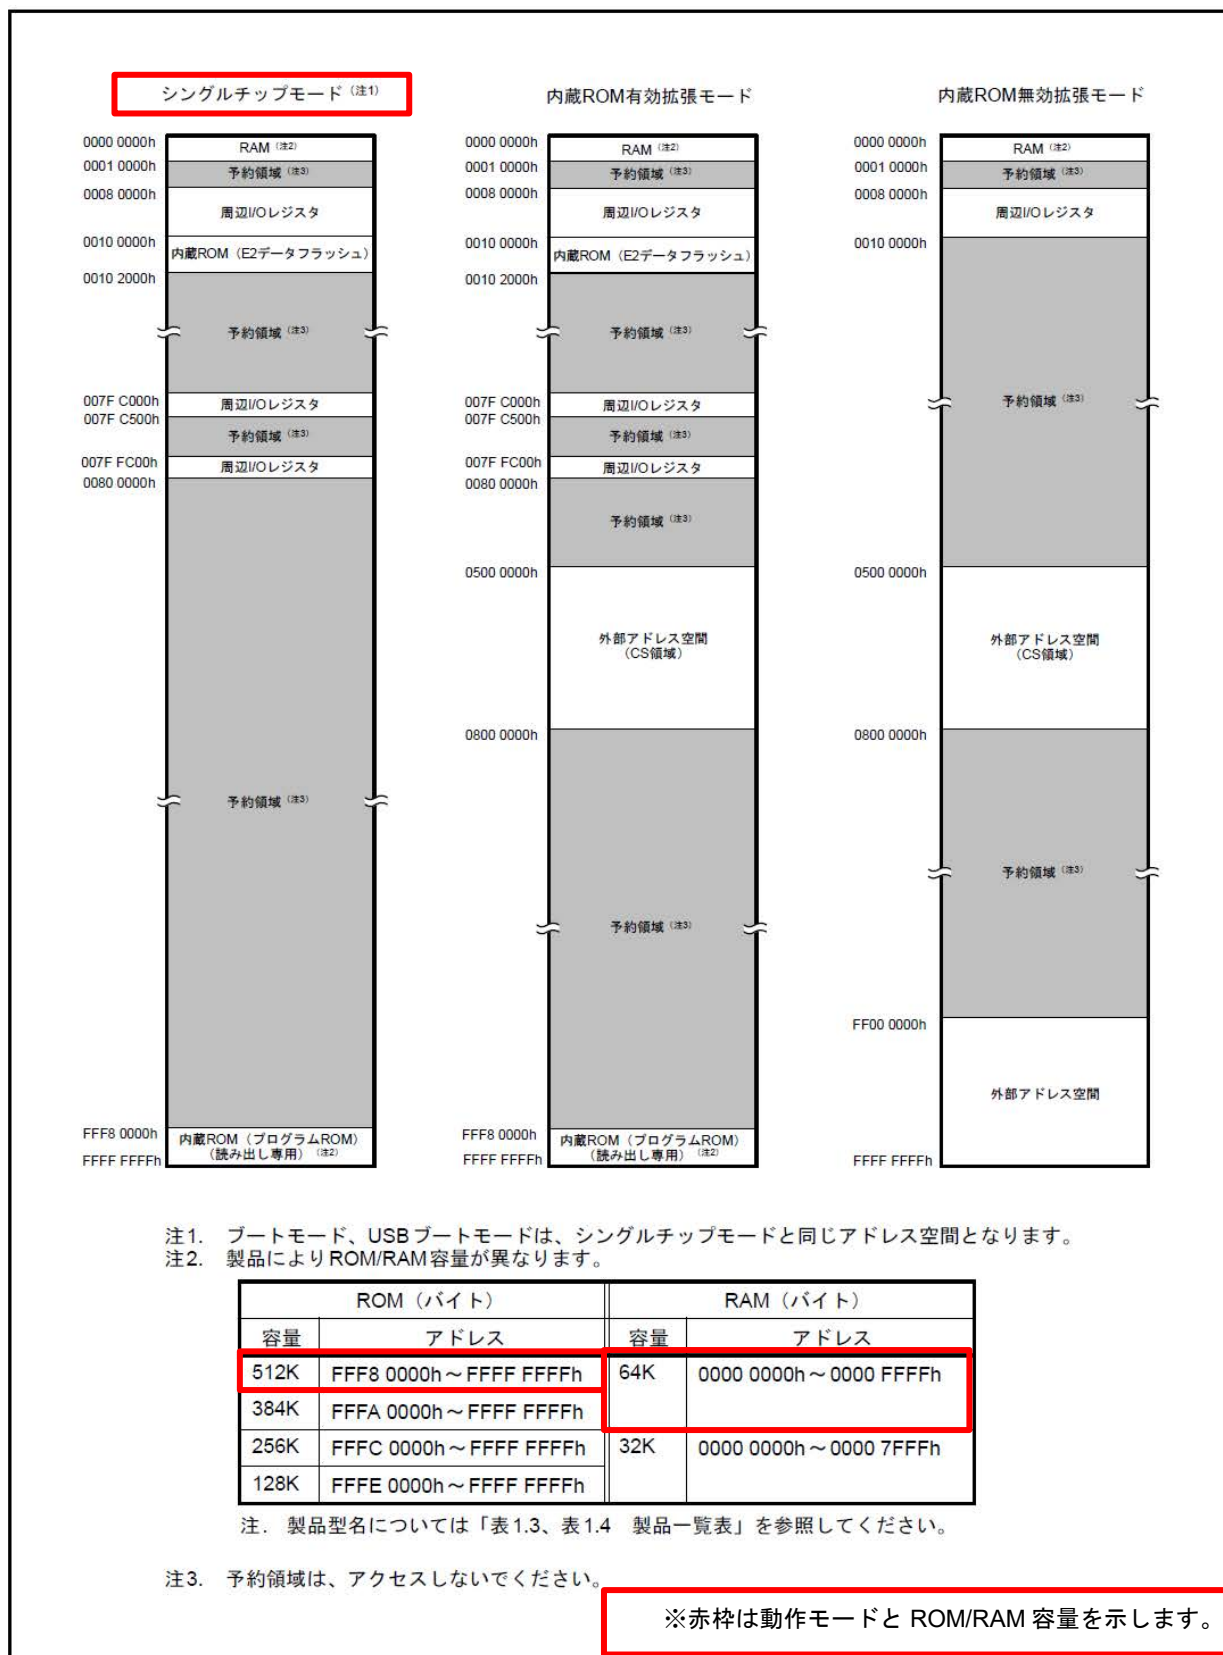 シングルチップモード（注1）
0000 0000h
RAM（注2）
0001 0000h
予約領域（注3）
0008 0000h
周辺I/Oレジスタ
0010 0000h
内蔵ROM（E2データフラッシュ）
0010 2000h
予約領域（注3）
007F C000h
周辺I/Oレジスタ
007F C500h
予約領域（注3）
007F FC00h
周辺I/Oレジスタ
0080 0000h
予約領域（注3）
FFF8 0000h
内蔵ROM（プログラムROM）
（読み出し専用）（注2）
FFFF FFFFh
内蔵ROM有効拡張モード
0000 0000h
RAM（注2）
0001 0000h
予約領域（注3）
0008 0000h
周辺I/Oレジスタ
0010 0000h
内蔵ROM（E2データフラッシュ）
0010 2000h
予約領域（注3）
007F C000h
周辺I/Oレジスタ
007F C500h
予約領域（注3）
007F FC00h
周辺I/Oレジスタ
0080 0000h
予約領域（注3）
0500 0000h
外部アドレス空間
（CS領域）
0800 0000h
予約領域（注3）
FFF8 0000h
内蔵ROM（プログラムROM）
（読み出し専用）（注2）
FFFF FFFFh
内蔵ROM無効拡張モード
0000 0000h
RAM（注2）
0001 0000h
予約領域（注3）
0008 0000h
周辺I/Oレジスタ
0010 0000h
予約領域（注3）
0500 0000h
外部アドレス空間
（CS領域）
0800 0000h
予約領域（注3）
FF00 0000h
外部アドレス空間
FFFF FFFFh
注1. ブートモード、USBブートモードは、シングルチップモードと同じアドレス空間となります。
注2. 製品によりROM/RAM容量が異なります。
ROM（バイト） RAM（バイト）
容量 アドレス 容量 アドレス
512K FFF8 0000h～FFFF FFFFh 64K 0000 0000h～0000 FFFFh
384K FFFA 0000h～FFFF FFFFh
256K FFFC 0000h～FFFF FFFFh 32K 0000 0000h～0000 7FFFh
128K FFFE 0000h～FFFF FFFFh
注. 製品型名については「表1.3、表1.4 製品一覧表」を参照してください。
注3. 予約領域は、アクセスしないでください。
※赤枠は動作モードと ROM/RAM 容量を示します。